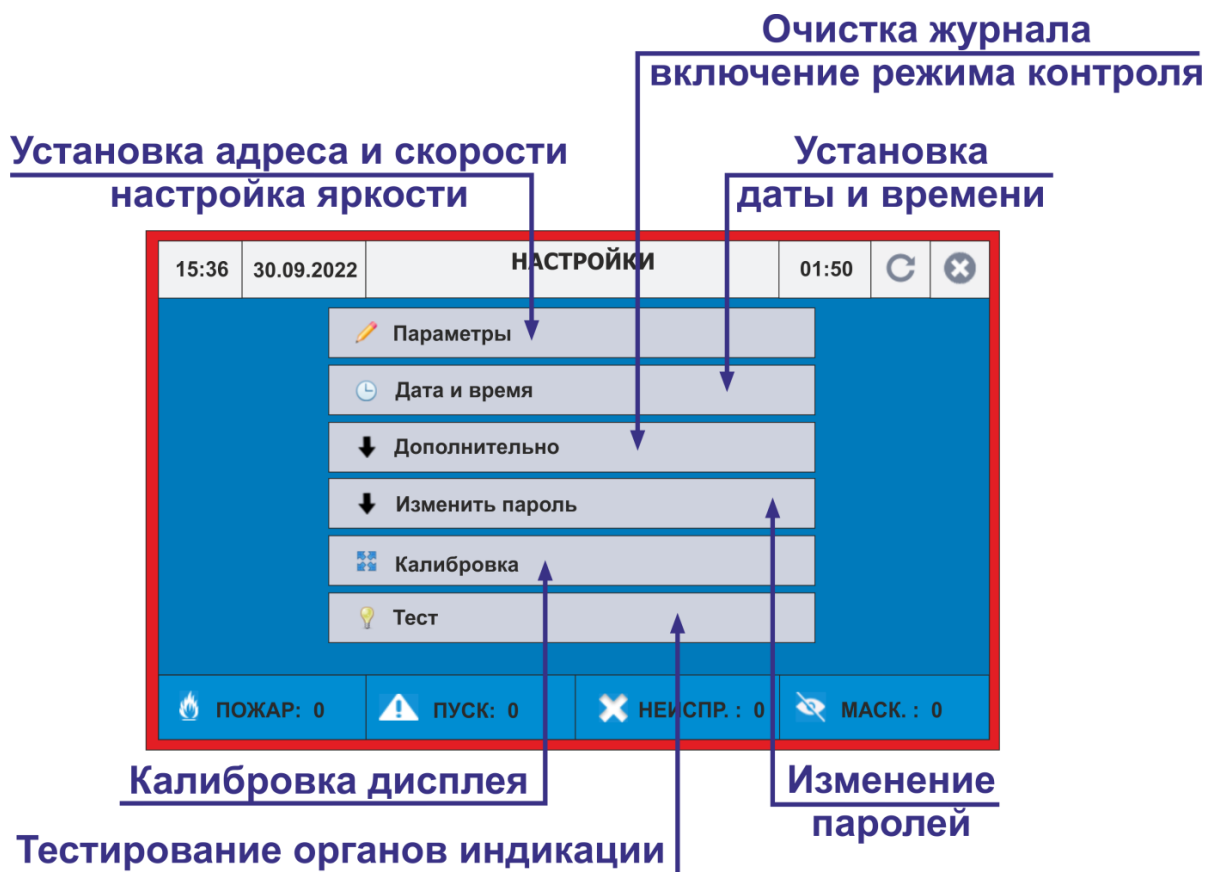 Очистка журнала
включение режима контроля
Установка адреса и скорости
настройка яркости
Установка
даты и времени
15:36 30.09.2022 НАСТРОЙКИ 01:50
Параметры
Дата и время
Дополнительно
Изменить пароль
Калибровка
Тест
ПОЖАР: 0 ПУСК: 0 НЕИСПР. : 0 МАСК. : 0
Калибровка дисплея
Изменение
паролей
Тестирование органов индикации